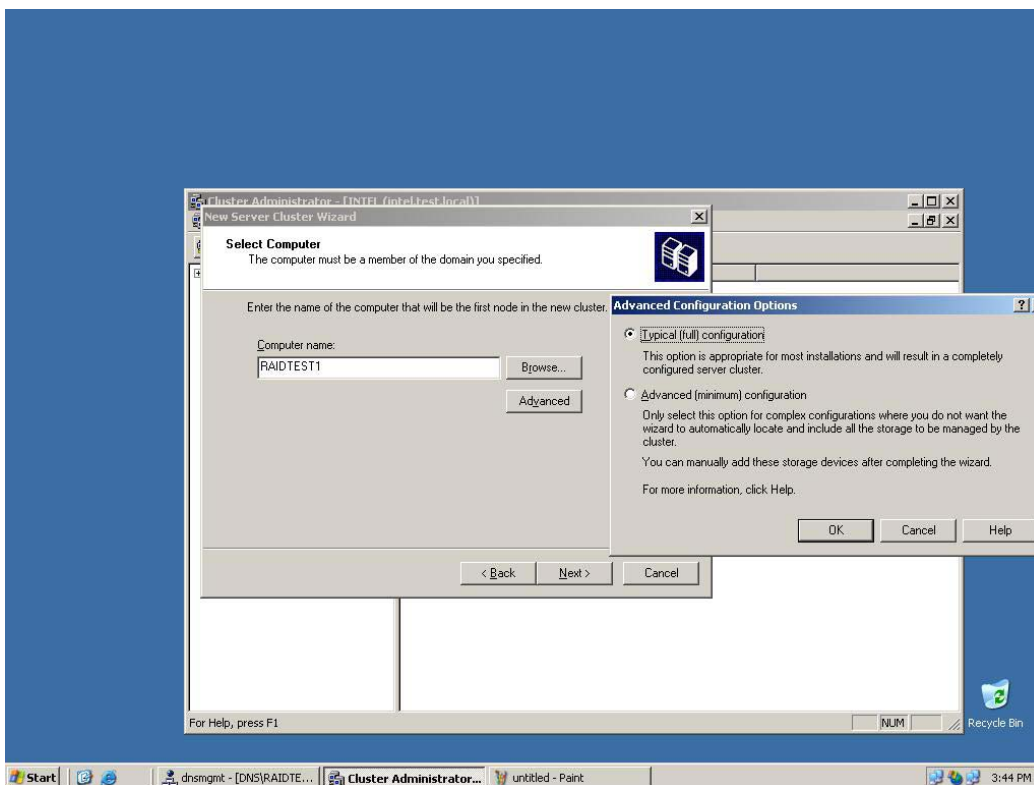 Cluster Administrator - [INTEL (intel.test.local)]
New Server Cluster Wizard
Select Computer
The computer must be a member of the domain you specified.
Enter the name of the computer that will be the first node in the new cluster.
Computer name:
RAIDTEST1
Browse...
Advanced
< Back
Next >
Cancel
Advanced Configuration Options
Typical (full) configuration
This option is appropriate for most installations and will result in a completely
configured server cluster.
Advanced (minimum) configuration
Only select this option for complex configurations where you do not want the
wizard to automatically locate and include all the storage to be managed by the
cluster.
You can manually add these storage devices after completing the wizard.
For more information, click Help.
OK
Cancel
Help
For Help, press F1
NUM
Recycle Bin
Start
dnsmgmt - [DNS\RAIDTE...
Cluster Administrator...
untitled - Paint
3:44 PM